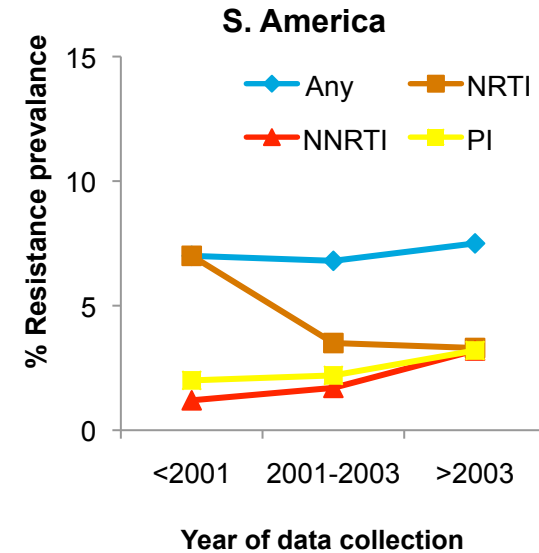 S. America
% Resistance prevalance
15
10
5
0
Any NRTI
NNRTI PI
<2001 2001-2003 >2003
Year of data collection